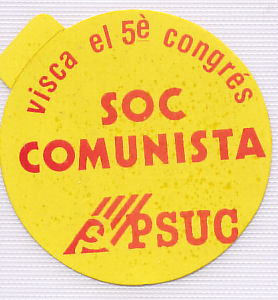 visca el 5è congrés
SOC
COMUNISTA
PSUC